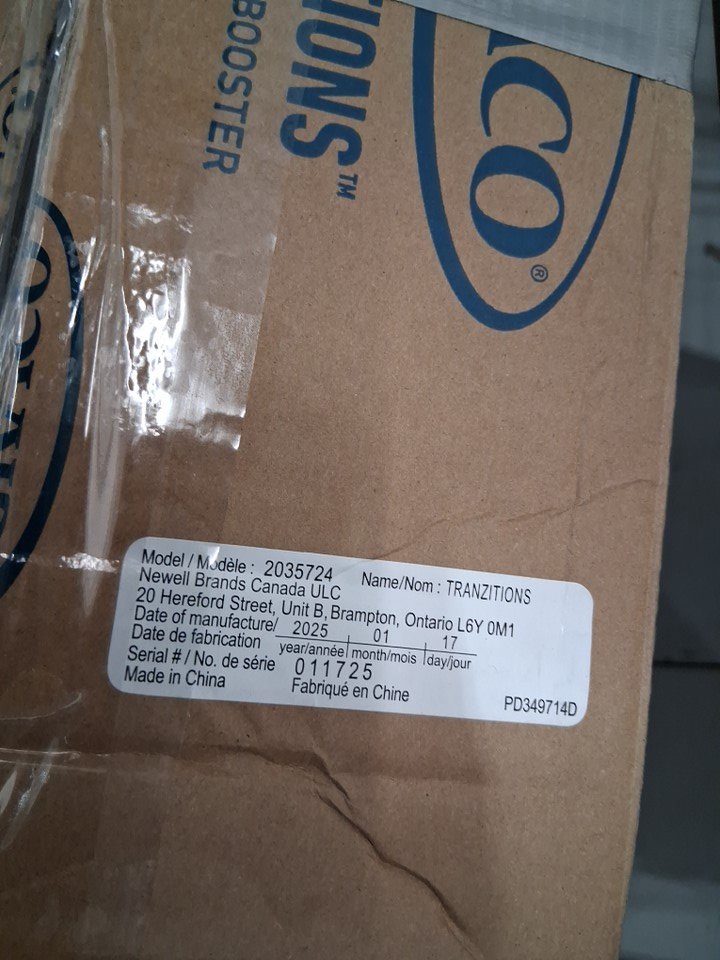 BOOSTER
IONS™
CO®
CO
Model / Modèle : 2035724 Name/Nom : TRANZITIONS
Newell Brands Canada ULC
20 Hereford Street, Unit B, Brampton, Ontario L6Y 0M1
Date of manufacture/ 2025 01 17
Date de fabrication year/année month/mois day/jour
Serial # / No. de série 011725
Made in China Fabriqué en Chine
PD349714D